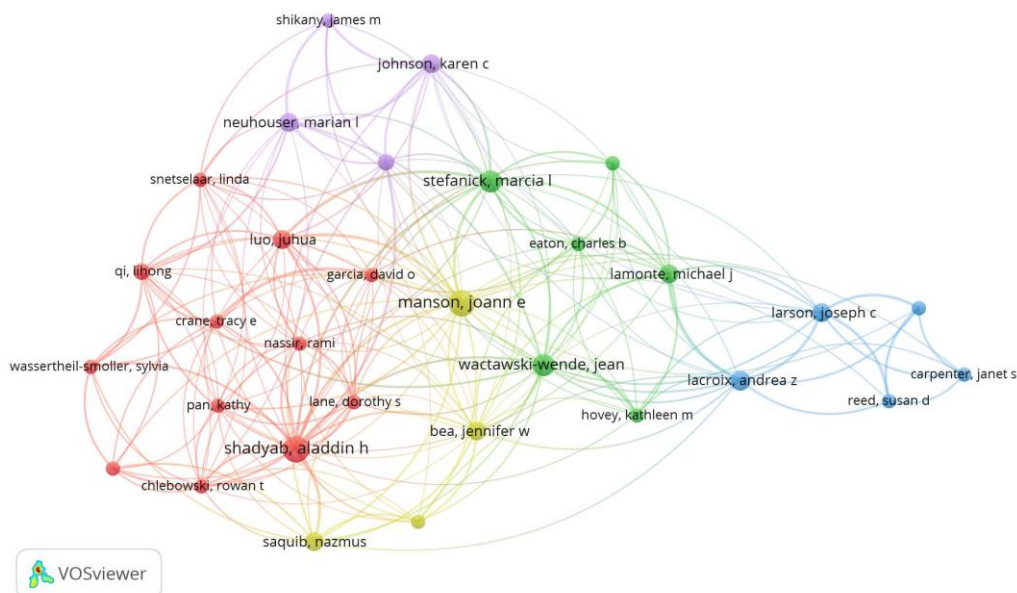 shikany, james m
johnson, karen c
neuhouser, marian l
snetselaar, linda
stefanick, marcia l
luo, juhua
eaton, charles b
qi, lihong
garcia, david o
lamonte, michael j
manson, joann e
crane, tracy e
larson, joseph c
nassir, rami
wassertheil-smoller, sylvia
wactawski-wende, jean
carpenter, janet s
lacroix, andrea z
pan, kathy
lane, dorothy s
reed, susan d
hovey, kathleen m
bea, jennifer w
shadyab, aladdin h
chlebowski, rowan t
saquib, nazmus
VOSviewer